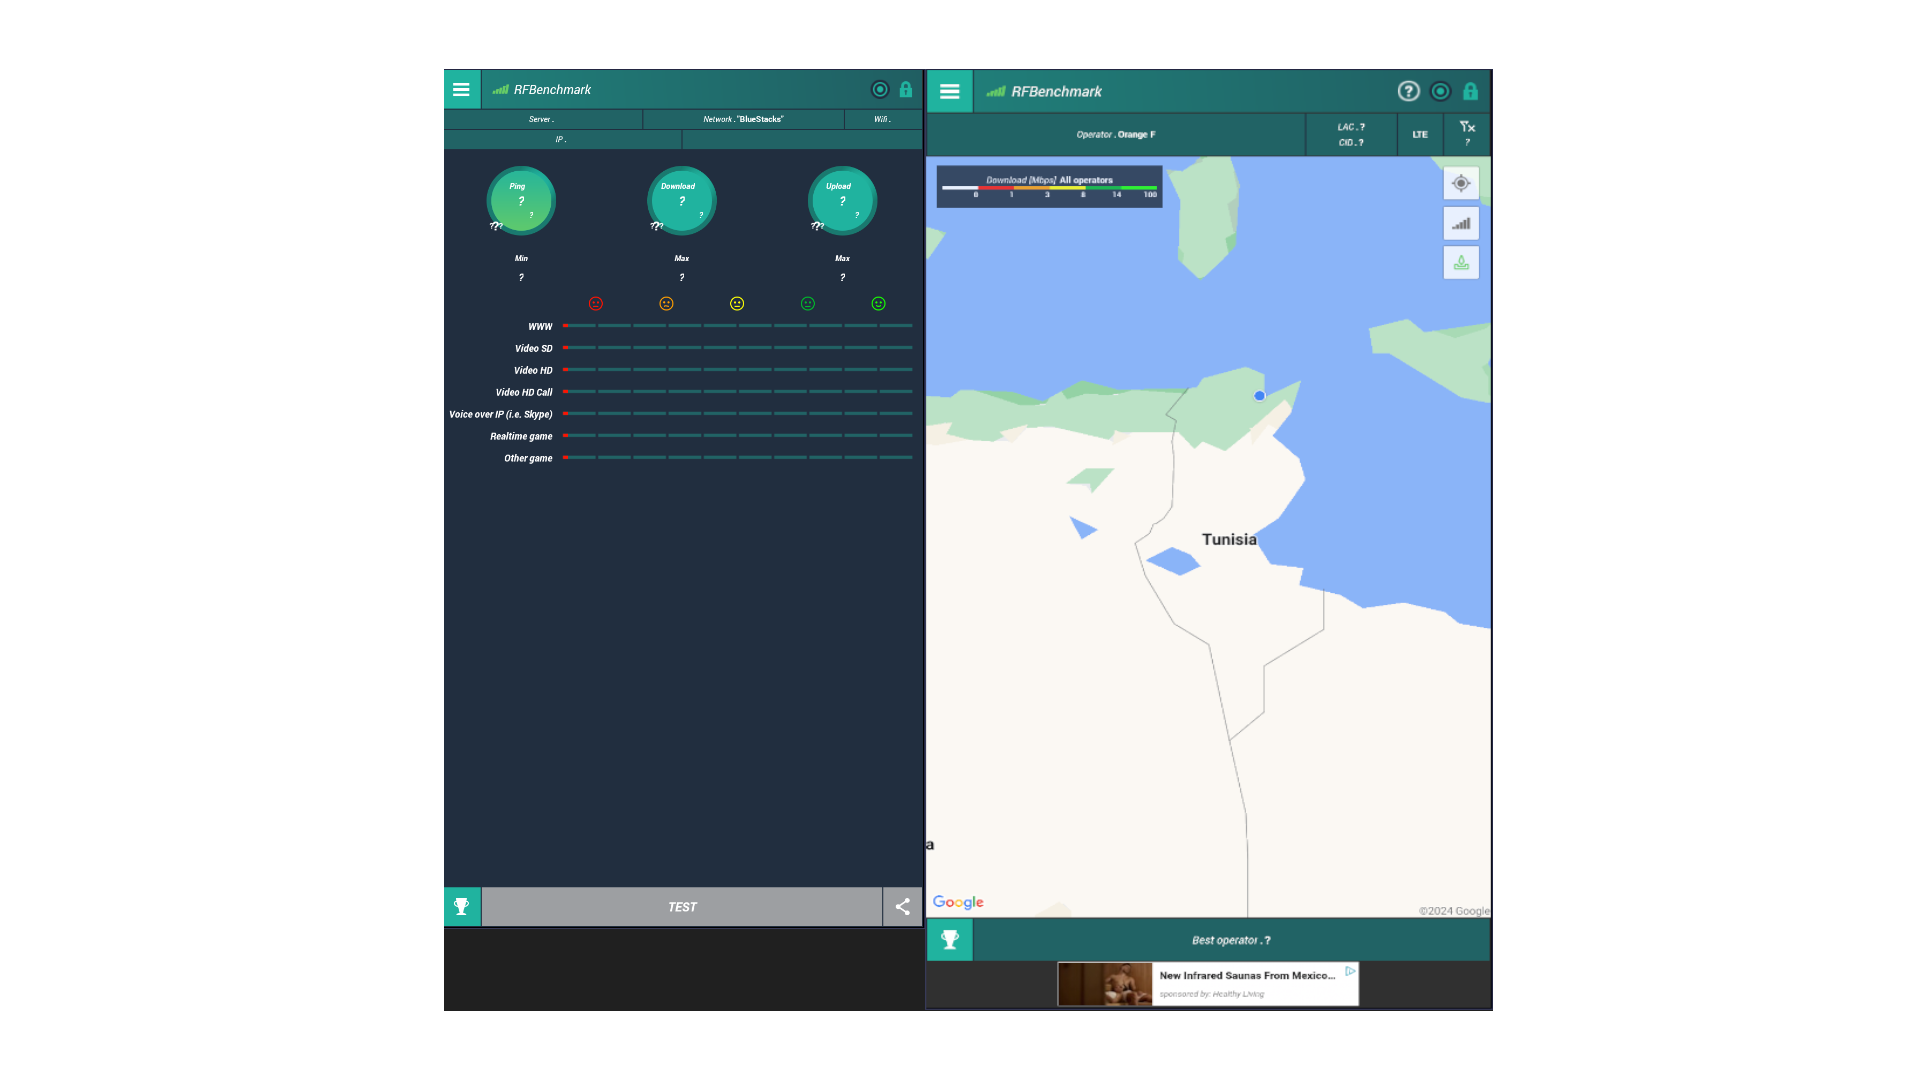 RFBenchmark
Server .
Network . "BlueStacks"
Wifi .
IP .
Ping
?
?
???
Download
?
?
???
Upload
?
?
???
Min
?
Max
?
Max
?
WWW
Video SD
Video HD
Video HD Call
Voice over IP (i.e. Skype)
Realtime game
Other game
TEST
RFBenchmark
?
Operator . Orange F
LAC . ?
CID . ?
LTE
?
Download [Mbps] All operators
0 1 3 8 14 100
Tunisia
a
Google
©2024 Google
Best operator . ?
New Infrared Saunas From Mexico...
sponsored by: Healthy Living